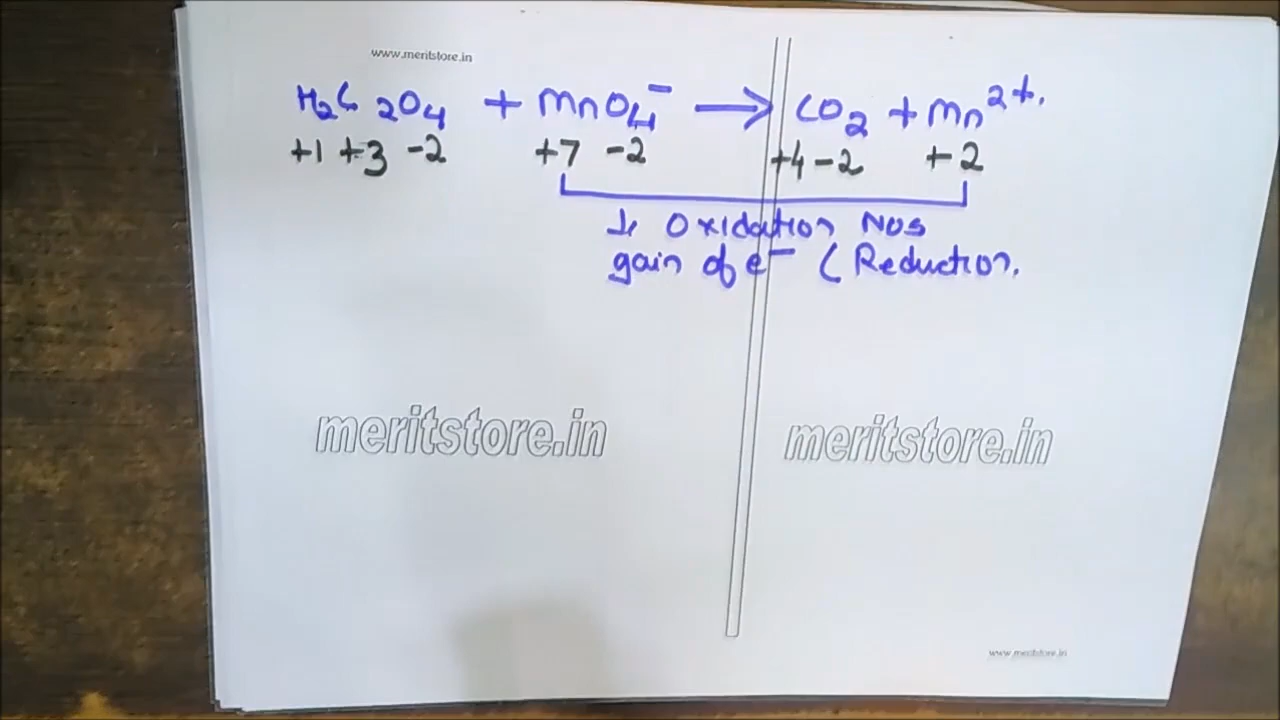 www.meritstore.in
H₂C₂O₄ + MnO₄⁻ → CO₂ + Mn²⁺.
+1 +3 -2 +7 -2 +4 -2 +2
↓ Oxidation Nos
gain of e⁻ (Reduction.
meritstore.in meritstore.in
www.meritstore.in